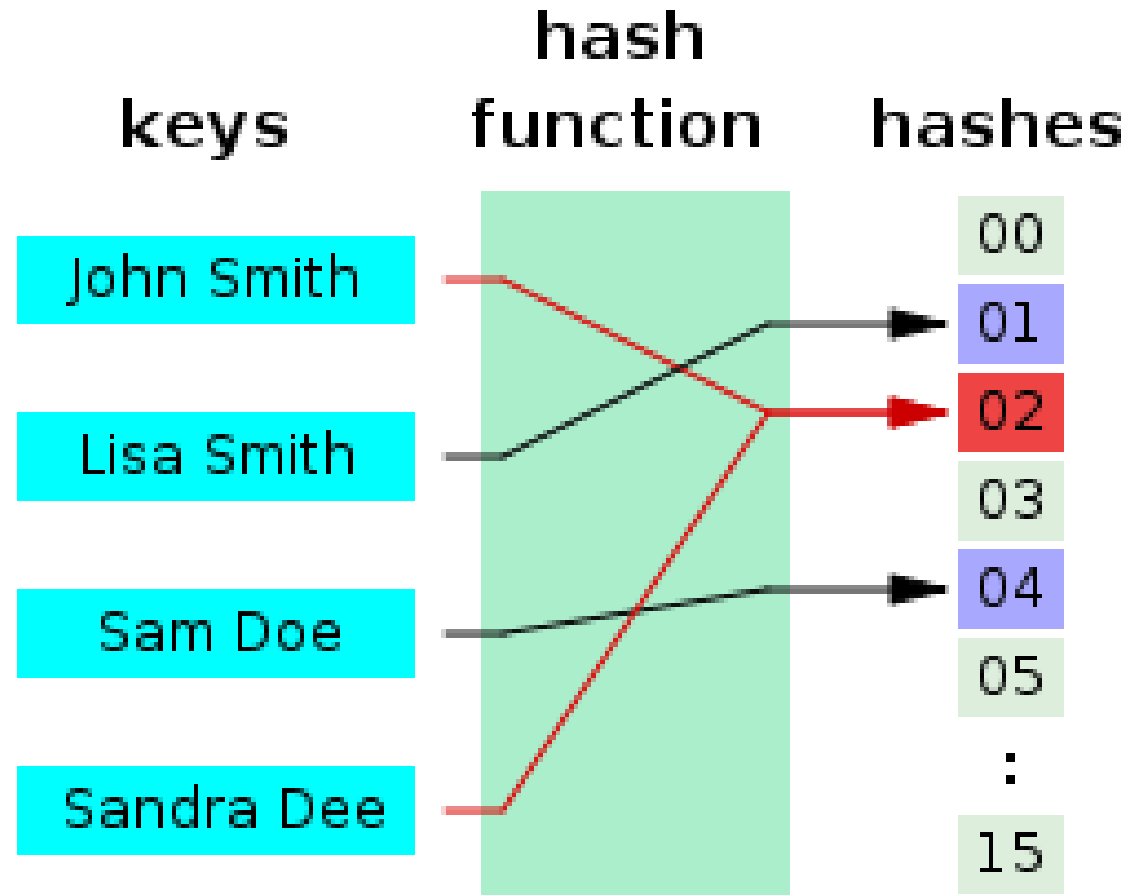 keys
hash
function
hashes
John Smith
Lisa Smith
Sam Doe
Sandra Dee
00
01
02
03
04
05
:
15